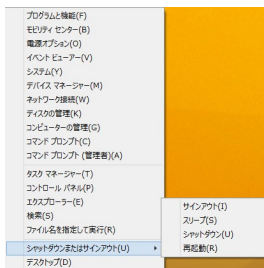 プログラムと機能(F)
モビリティ センター(B)
電源オプション(O)
イベント ビューアー(V)
システム(Y)
デバイス マネージャー(M)
ネットワーク接続(W)
ディスクの管理(K)
コンピューターの管理(G)
コマンド プロンプト(C)
コマンド プロンプト (管理者)(A)
タスク マネージャー(T)
コントロール パネル(P)
エクスプローラー(E)
検索(S)
ファイル名を指定して実行(R)
シャットダウンまたはサインアウト(U)
デスクトップ(D)
サインアウト(I)
スリープ(S)
シャットダウン(U)
再起動(R)